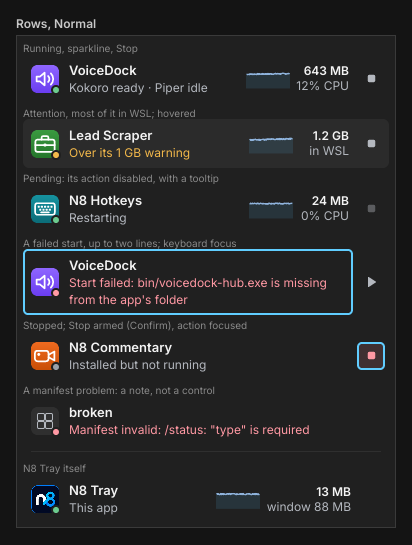 Rows, Normal
Running, sparkline, Stop
VoiceDock
643 MB
Kokoro ready · Piper idle
12% CPU
Attention, most of it in WSL; hovered
Lead Scraper
1.2 GB
Over its 1 GB warning
in WSL
Pending: its action disabled, with a tooltip
N8 Hotkeys
24 MB
Restarting
0% CPU
A failed start, up to two lines; keyboard focus
VoiceDock
Start failed: bin/voicedock-hub.exe is missing
from the app's folder
Stopped; Stop armed (Confirm), action focused
N8 Commentary
Installed but not running
A manifest problem: a note, not a control
broken
Manifest invalid: /status: "type" is required
N8 Tray itself
n8
N8 Tray
13 MB
This app
window 88 MB